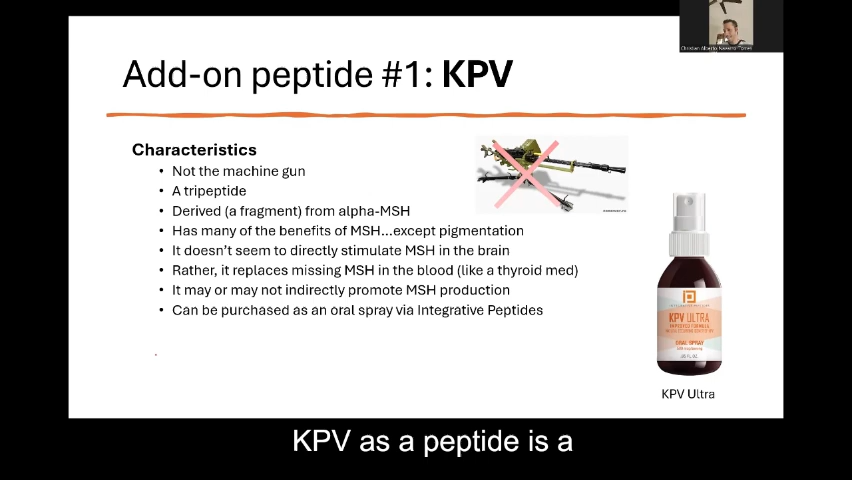 Add-on peptide #1: KPV
Characteristics
• Not the machine gun
• A tripeptide
• Derived (a fragment) from alpha-MSH
• Has many of the benefits of MSH...except pigmentation
• It doesn't seem to directly stimulate MSH in the brain
• Rather, it replaces missing MSH in the blood (like a thyroid med)
• It may or may not indirectly promote MSH production
• Can be purchased as an oral spray via Integrative Peptides
KPV ULTRA
ORAL SPRAY
KPV Ultra
KPV as a peptide is a